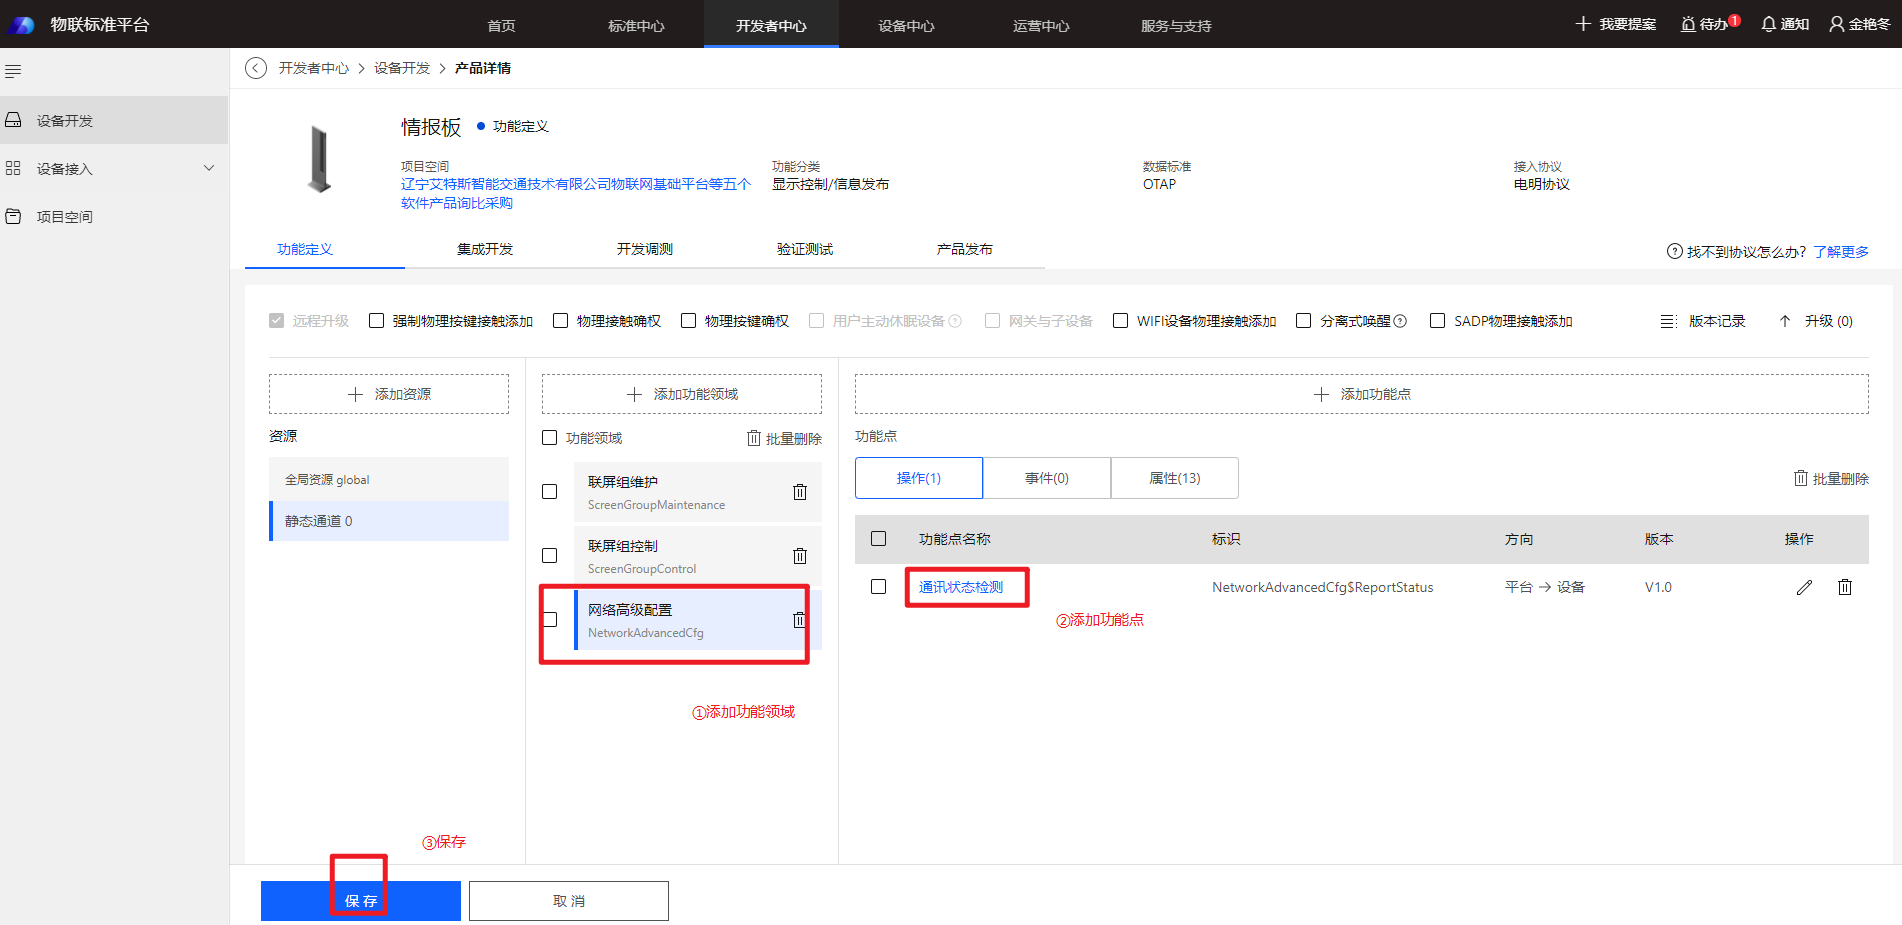 物联标准平台
首页
标准中心
开发者中心
设备中心
运营中心
服务与支持
我要提案
待办
1
通知
金艳冬
设备开发
设备接入
项目空间
开发者中心
设备开发
产品详情
情报板
功能定义
项目空间
辽宁艾特斯智能交通技术有限公司物联网基础平台等五个
软件产品询比采购
功能分类
显示控制/信息发布
数据标准
OTAP
接入协议
电明协议
功能定义
集成开发
开发调测
验证测试
产品发布
找不到协议怎么办? 了解更多
远程升级
强制物理按键接触添加
物理接触确权
物理按键确权
用户主动休眠设备
网关与子设备
WIFI设备物理接触添加
分离式唤醒
SADP物理接触添加
版本记录
升级 (0)
添加资源
添加功能领域
添加功能点
资源
全局资源 global
静态通道 0
功能领域
批量删除
联屏组维护
ScreenGroupMaintenance
联屏组控制
ScreenGroupControl
网络高级配置
NetworkAdvancedCfg
①添加功能领域
功能点
操作(1)
事件(0)
属性(13)
批量删除
功能点名称
标识
方向
版本
操作
通讯状态检测
NetworkAdvancedCfg$ReportStatus
平台 → 设备
V1.0
②添加功能点
③保存
保 存
取 消